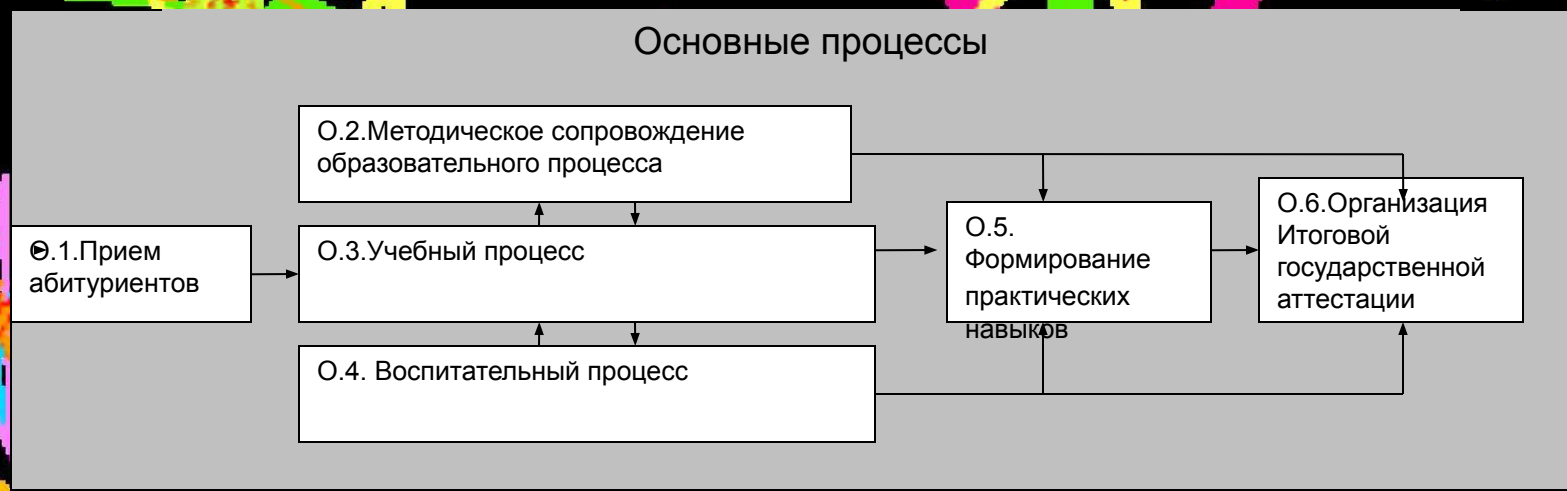 Основные процессы
О.2.Методическое сопровождение
образовательного процесса
О.1.Прием
абитуриентов
О.3.Учебный процесс
О.4. Воспитательный процесс
О.5.
Формирование
практических
навыков
О.6.Организация
Итоговой
государственной
аттестации